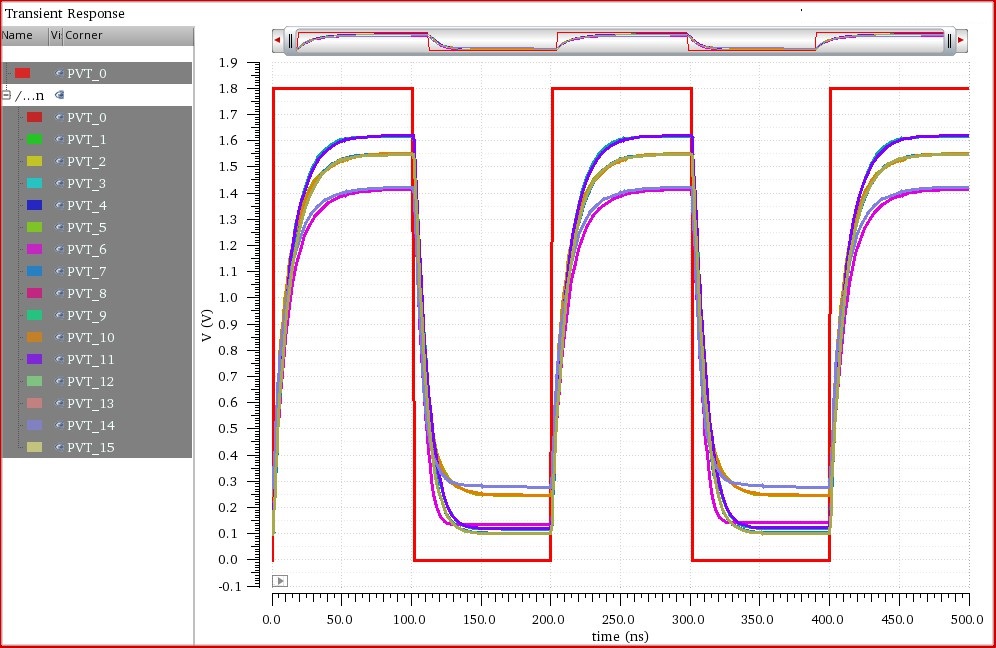 Transient Response
Name Vi Corner
PVT_0
/...n
PVT_0
PVT_1
PVT_2
PVT_3
PVT_4
PVT_5
PVT_6
PVT_7
PVT_8
PVT_9
PVT_10
PVT_11
PVT_12
PVT_13
PVT_14
PVT_15
V (V)
1.9
1.8
1.7
1.6
1.5
1.4
1.3
1.2
1.1
1.0
0.9
0.8
0.7
0.6
0.5
0.4
0.3
0.2
0.1
0.0
-0.1
0.0 50.0 100.0 150.0 200.0 250.0 300.0 350.0 400.0 450.0 500.0
time (ns)